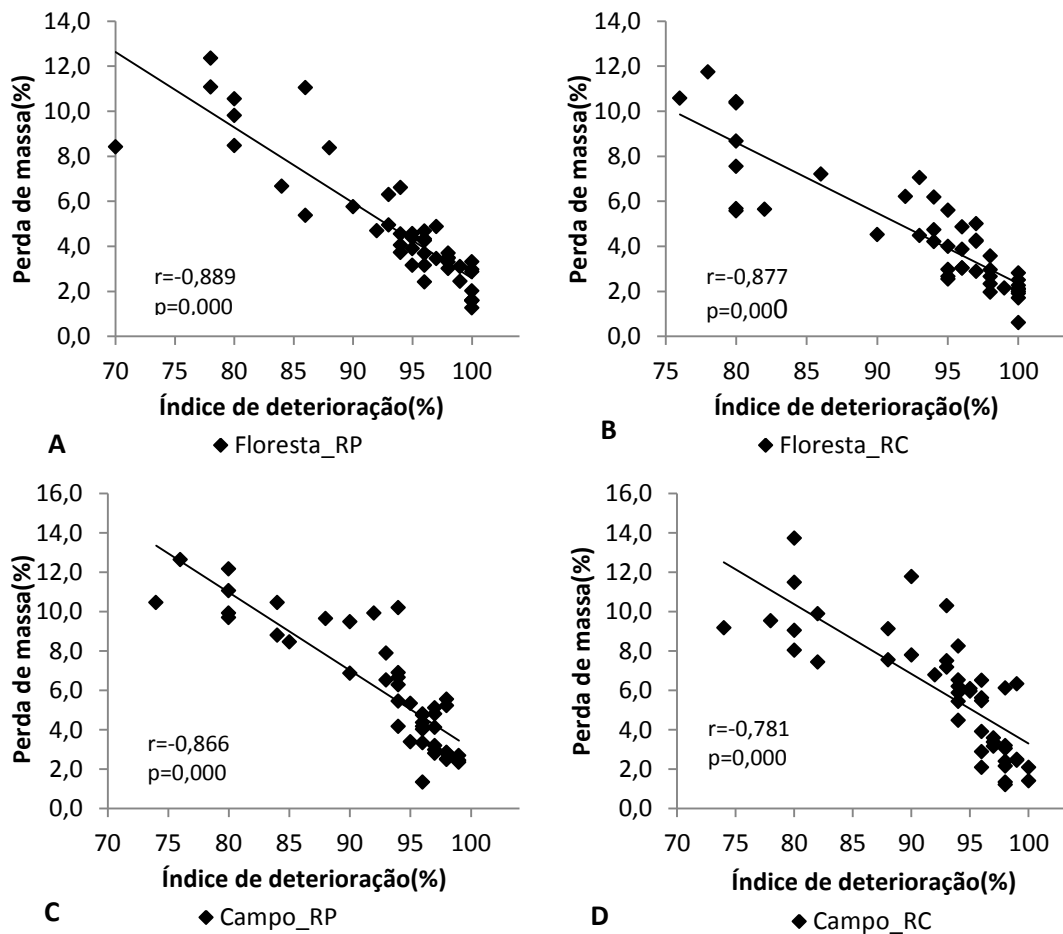 14,0
12,0
10,0
8,0
6,0
4,0
2,0
0,0
Perda de massa(%)
r=-0,889
p=0,000
70 75 80 85 90 95 100
Índice de deterioração(%)
A
Floresta_RP
14,0
12,0
10,0
8,0
6,0
4,0
2,0
0,0
Perda de massa(%)
r=-0,877
p=0,000
75 80 85 90 95 100
Índice de deterioração(%)
B
Floresta_RC
16,0
14,0
12,0
10,0
8,0
6,0
4,0
2,0
0,0
Perda de massa(%)
r=-0,866
p=0,000
70 75 80 85 90 95 100
Índice de deterioração(%)
C
Campo_RP
16,0
14,0
12,0
10,0
8,0
6,0
4,0
2,0
0,0
Perda de massa(%)
r=-0,781
p=0,000
70 75 80 85 90 95 100
Índice de deterioração(%)
D
Campo_RC